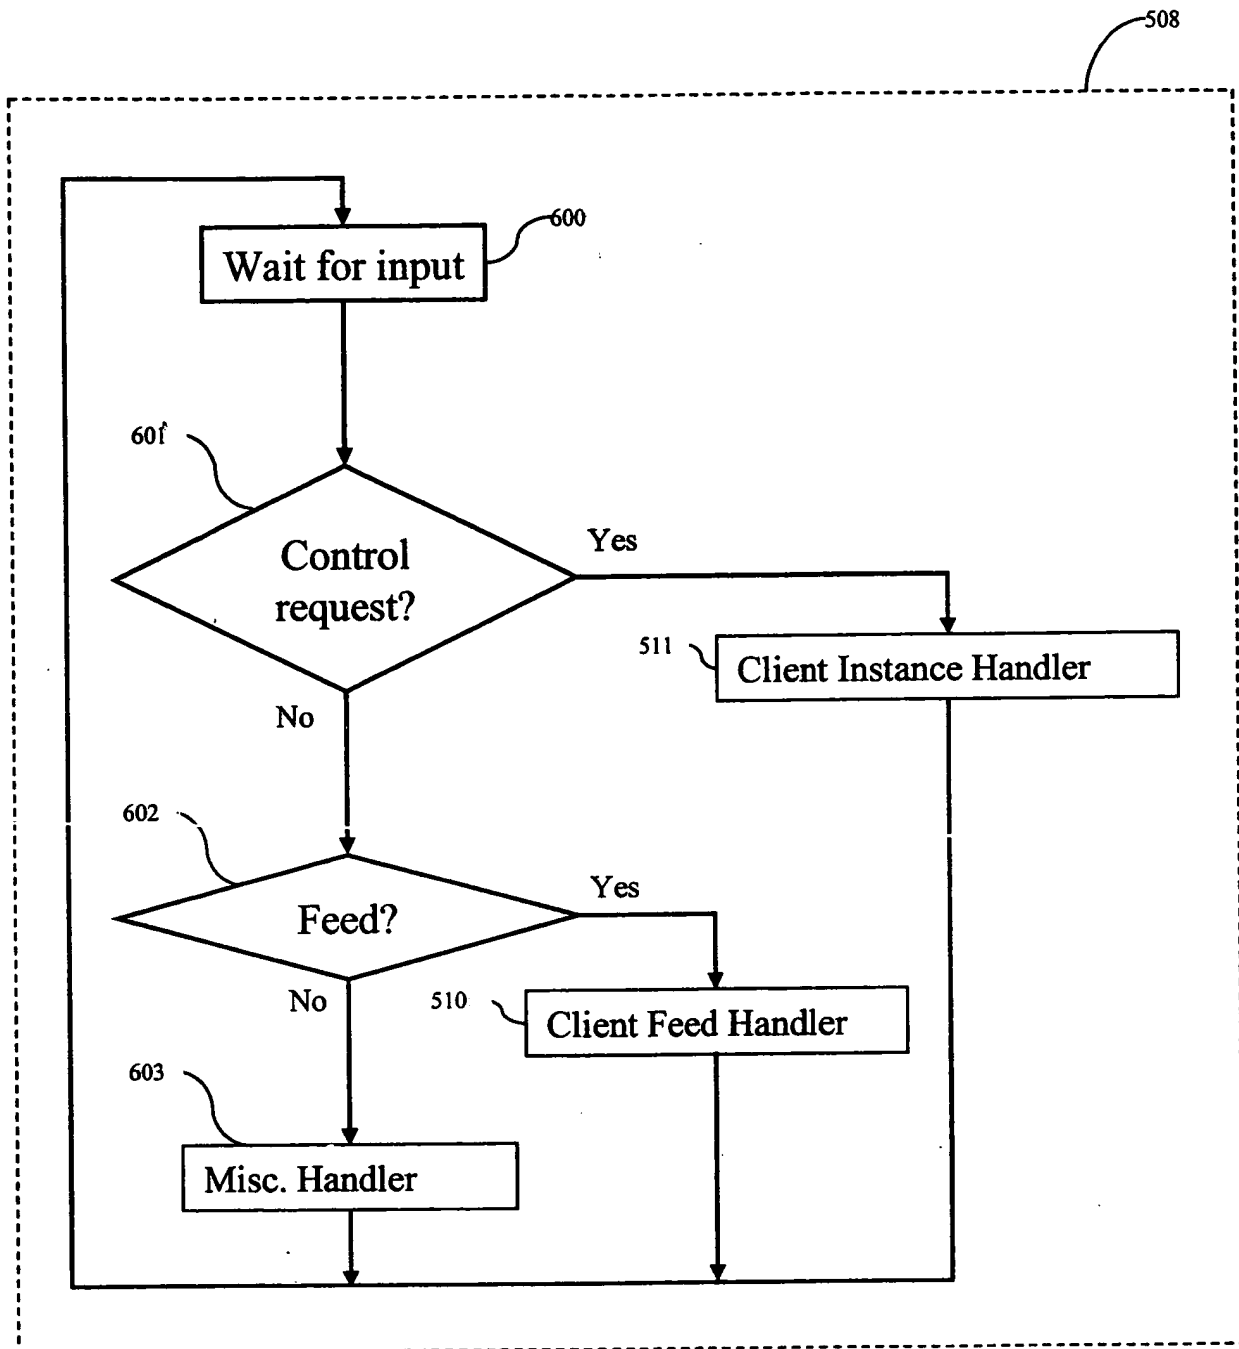 508
600
Wait for input
601
Control
request?
Yes
511
Client Instance Handler
No
602
Feed?
Yes
No
510
Client Feed Handler
603
Misc. Handler